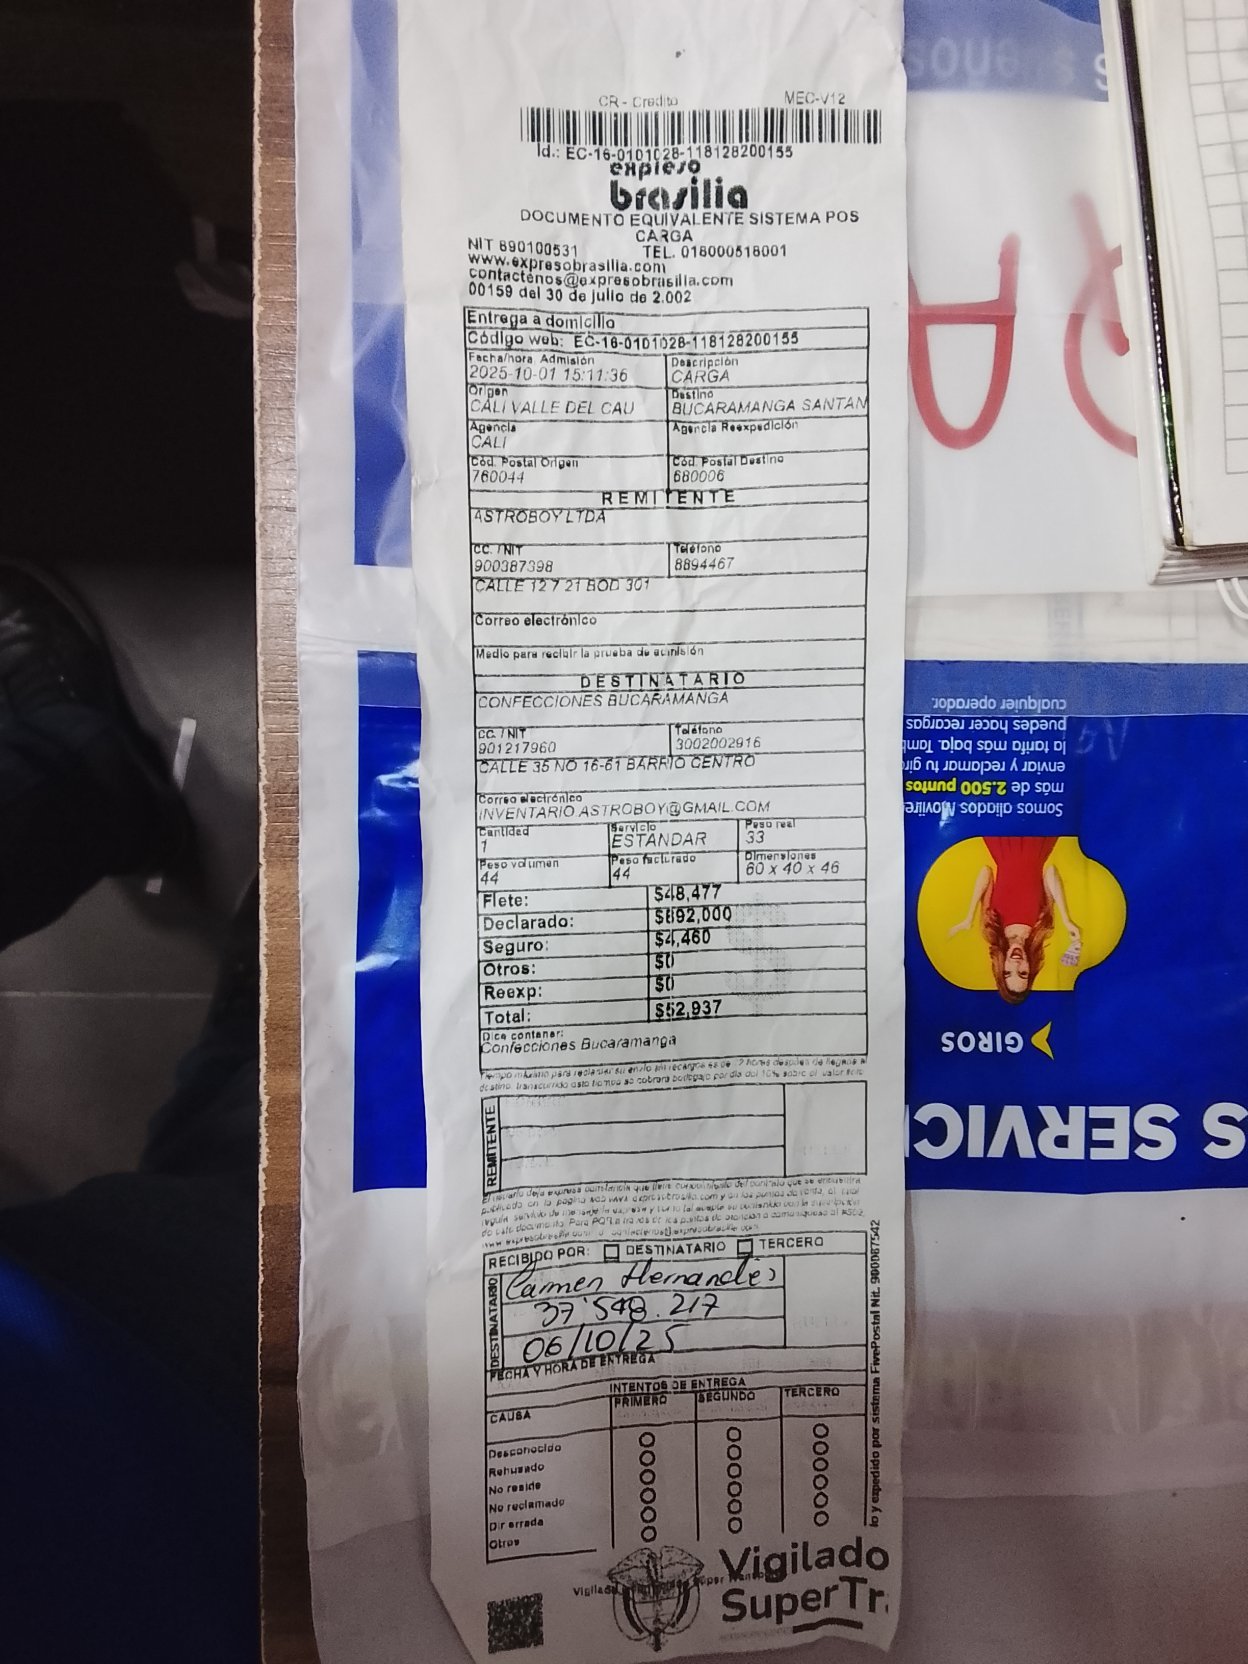 CR - Credito MEC-V12
Id.: EC-16-0101028-118128200155
expreso
brasilia
DOCUMENTO EQUIVALENTE SISTEMA POS
CARGA
NIT 890100531 TEL. 018000518001
www.expresobrasilia.com
contactenos@expresobrasilia.com
00159 del 30 de julio de 2.002
Entrega a domicilio
Código web: EC-16-0101028-118128200155
Fecha/hora Admisión Descripción
2025-10-01 15:11:36 CARGA
Origen Destino
CALI VALLE DEL CAU BUCARAMANGA SANTAN
Agencia Agencia Reexpedición
CALI
Cód. Postal Origen Cód. Postal Destino
760044 680006
REMITENTE
ASTROBOY LTDA
CC. / NIT Teléfono
900387398 8894467
CALLE 12 7 21 BOD 301
Correo electrónico
Medio para recibir la prueba de admisión
DESTINATARIO
CONFECCIONES BUCARAMANGA
CC. / NIT Teléfono
901217960 3002002916
CALLE 35 NO 16-61 BARRIO CENTRO
Correo electrónico
INVENTARIO.ASTROBOY@GMAIL.COM
Cantidad Servicio Peso real
1 ESTANDAR 33
Peso volumen Peso facturado Dimensiones
44 44 60 x 40 x 46
Flete: $48,477
Declarado: $892,000
Seguro: $4,460
Otros: $0
Reexp: $0
Total: $52,937
Dice contener:
Confecciones Bucaramanga
REMITENTE
RECIBIDO POR: DESTINATARIO TERCERO
DESTINATARIO
Carmen Hernandez
37'548.217
06/10/25
FECHA Y HORA DE ENTREGA
INTENTOS DE ENTREGA
CAUSA PRIMERO SEGUNDO TERCERO
Desconocido
Rehusado
No reside
No reclamado
Dir errada
Otros
lo y expedido por sistema FivePostal Nit. 900087542
Vigilado
SuperTr
Somos aliados Movilre
más de 2.500 puntos
enviar y reclamar tu gir
la tarifa más baja. Tamb
puedes hacer recargas
cualquier operador.
GIROS
S SERVICI